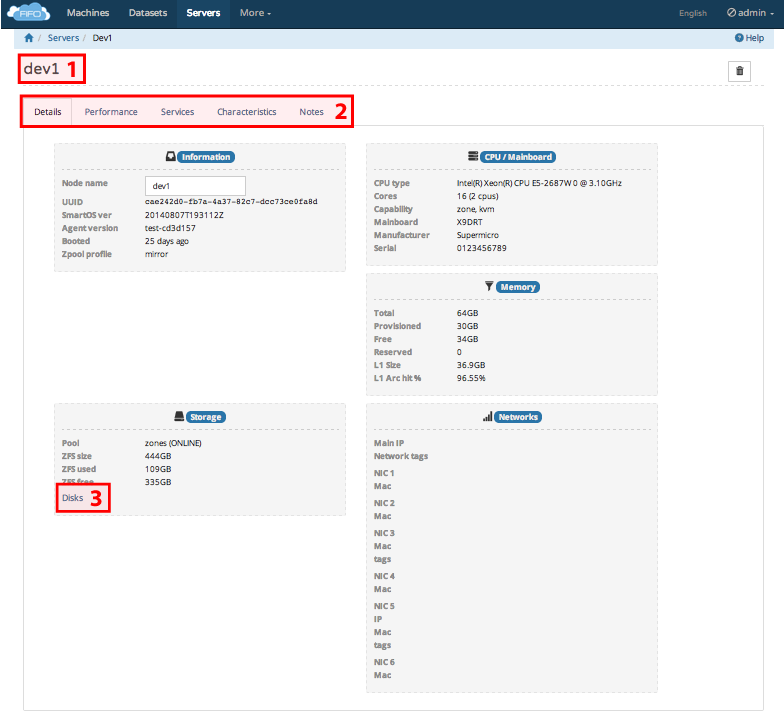 FIFO Machines Datasets Servers More English admin
Servers / Dev1 Help
dev1 1
Details Performance Services Characteristics Notes 2
Information
Node name dev1
UUID cae242d0-fb7a-4a37-82c7-dcc73ce0fa8d
SmartOS ver 20140807T193112Z
Agent version test-cd3d157
Booted 25 days ago
Zpool profile mirror
CPU / Mainboard
CPU type Intel(R) Xeon(R) CPU E5-2687W 0 @ 3.10GHz
Cores 16 (2 cpus)
Capability zone, kvm
Mainboard X9DRT
Manufacturer Supermicro
Serial 0123456789
Memory
Total 64GB
Provisioned 30GB
Free 34GB
Reserved 0
L1 Size 36.9GB
L1 Arc hit % 96.55%
Storage
Pool zones (ONLINE)
ZFS size 444GB
ZFS used 109GB
ZFS free 335GB
Disks 3
Networks
Main IP
Network tags
NIC 1
Mac
NIC 2
Mac
NIC 3
Mac
tags
NIC 4
Mac
NIC 5
IP
Mac
tags
NIC 6
Mac